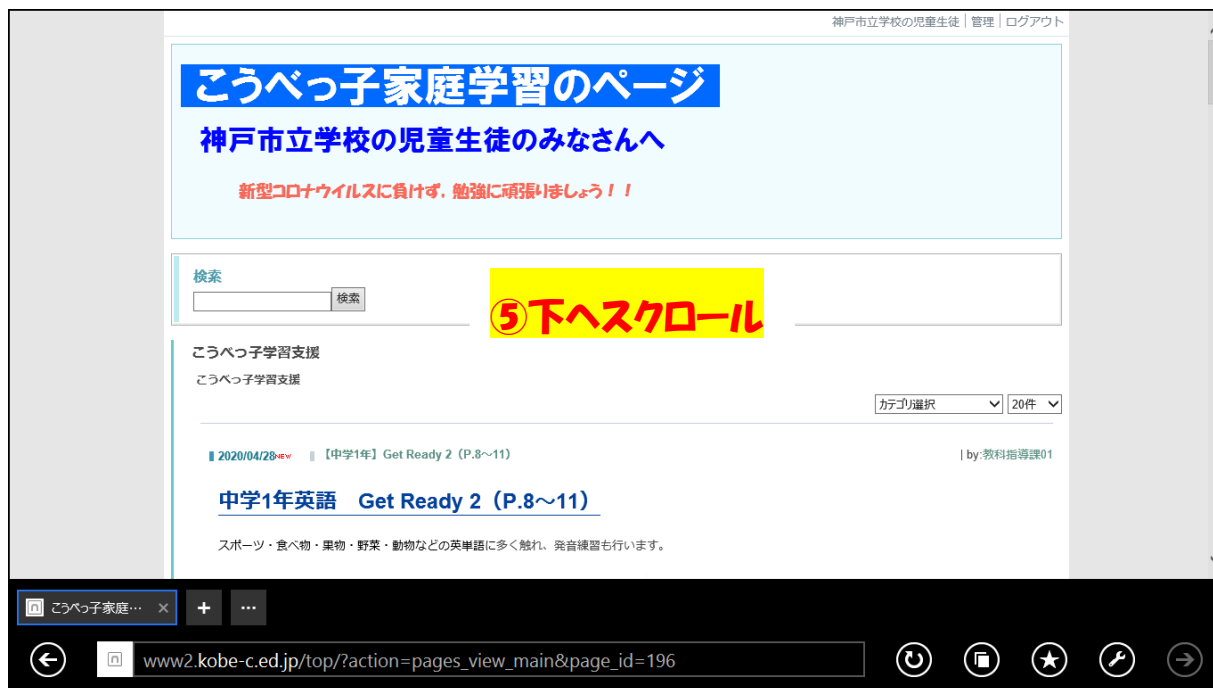 神戸市立学校の児童生徒｜管理｜ログアウト
こうべっ子家庭学習のページ
神戸市立学校の児童生徒のみなさんへ
新型コロナウイルスに負けず，勉強に頑張りましょう！！
検索
検索
⑤下へスクロール
こうべっ子学習支援
こうべっ子学習支援
カテゴリ選択 20件
2020/04/28 NEW 【中学1年】Get Ready 2（P.8～11） | by:教科指導課01
中学1年英語　Get Ready 2（P.8～11）
スポーツ・食べ物・果物・野菜・動物などの英単語に多く触れ、発音練習も行います。
こうべっ子家庭… × + …
www2.kobe-c.ed.jp/top/?action=pages_view_main&page_id=196